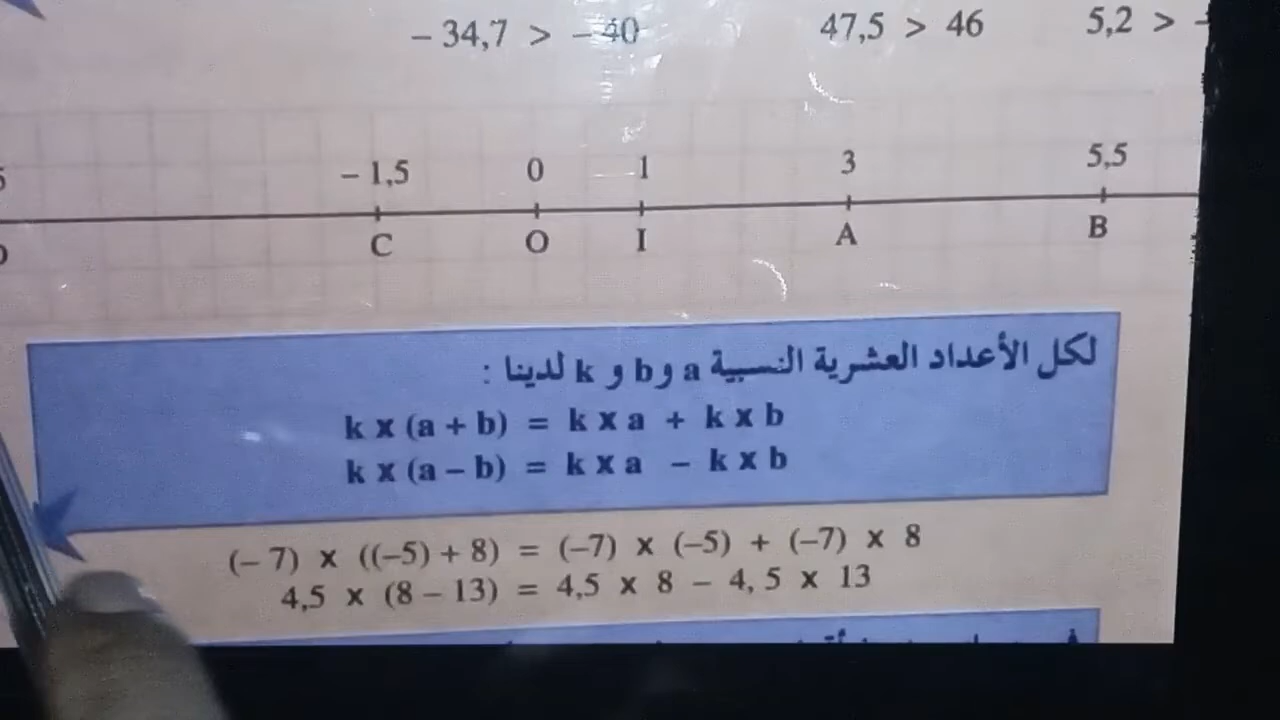 − 34,7 > − 40 47,5 > 46 5,2 >
− 1,5 0 1 3 5,5
C O I A B
لكل الأعداد العشرية النسبية a و b و k لدينا :
k x (a + b) = k x a + k x b
k x (a − b) = k x a − k x b
(− 7) x ((−5) + 8) = (−7) x (−5) + (−7) x 8
4,5 x (8 − 13) = 4,5 x 8 − 4, 5 x 13